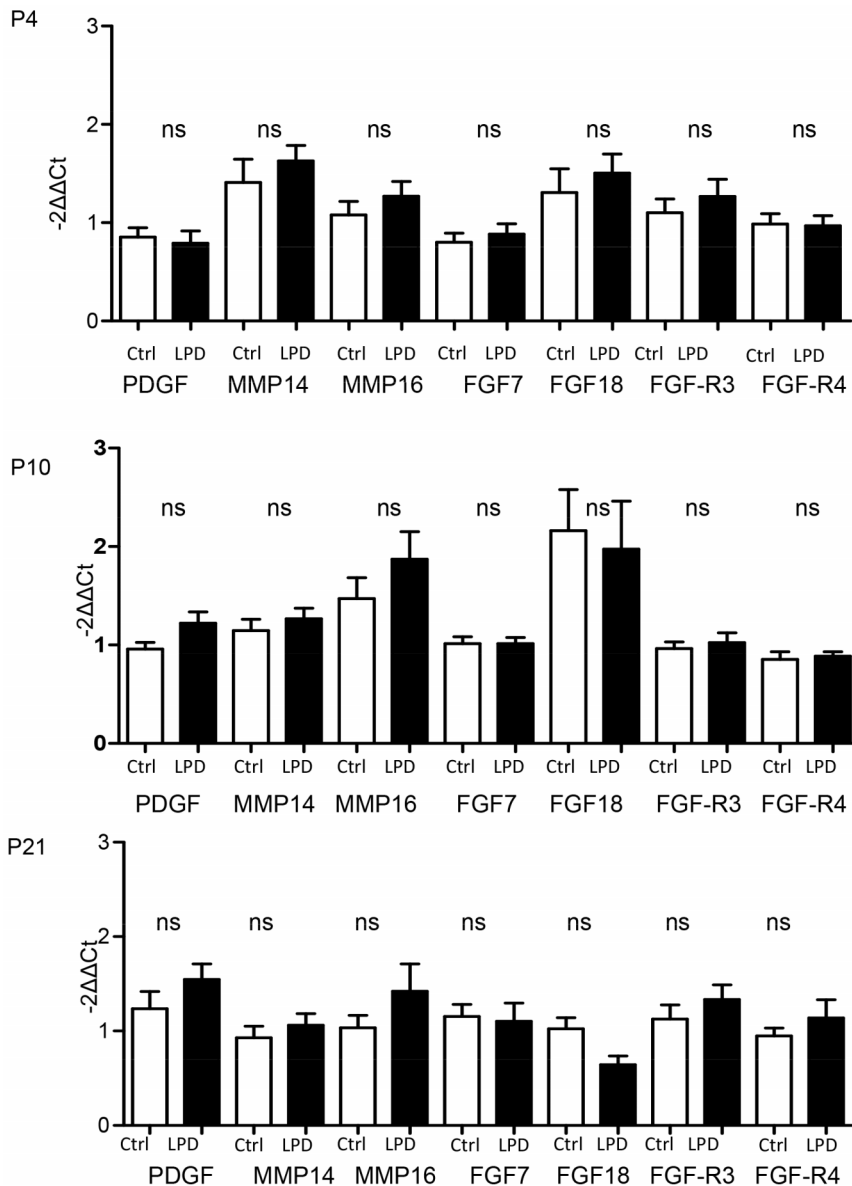 P4
3
ns ns ns ns ns ns ns
2
-2ΔΔCt
1
0
Ctrl LPD Ctrl LPD Ctrl LPD Ctrl LPD Ctrl LPD Ctrl LPD Ctrl LPD
PDGF MMP14 MMP16 FGF7 FGF18 FGF-R3 FGF-R4
P10
3
ns ns ns ns ns ns ns
2
-2ΔΔCt
1
0
Ctrl LPD Ctrl LPD Ctrl LPD Ctrl LPD Ctrl LPD Ctrl LPD Ctrl LPD
PDGF MMP14 MMP16 FGF7 FGF18 FGF-R3 FGF-R4
P21
3
ns ns ns ns ns ns ns
2
-2ΔΔCt
1
0
Ctrl LPD Ctrl LPD Ctrl LPD Ctrl LPD Ctrl LPD Ctrl LPD Ctrl LPD
PDGF MMP14 MMP16 FGF7 FGF18 FGF-R3 FGF-R4